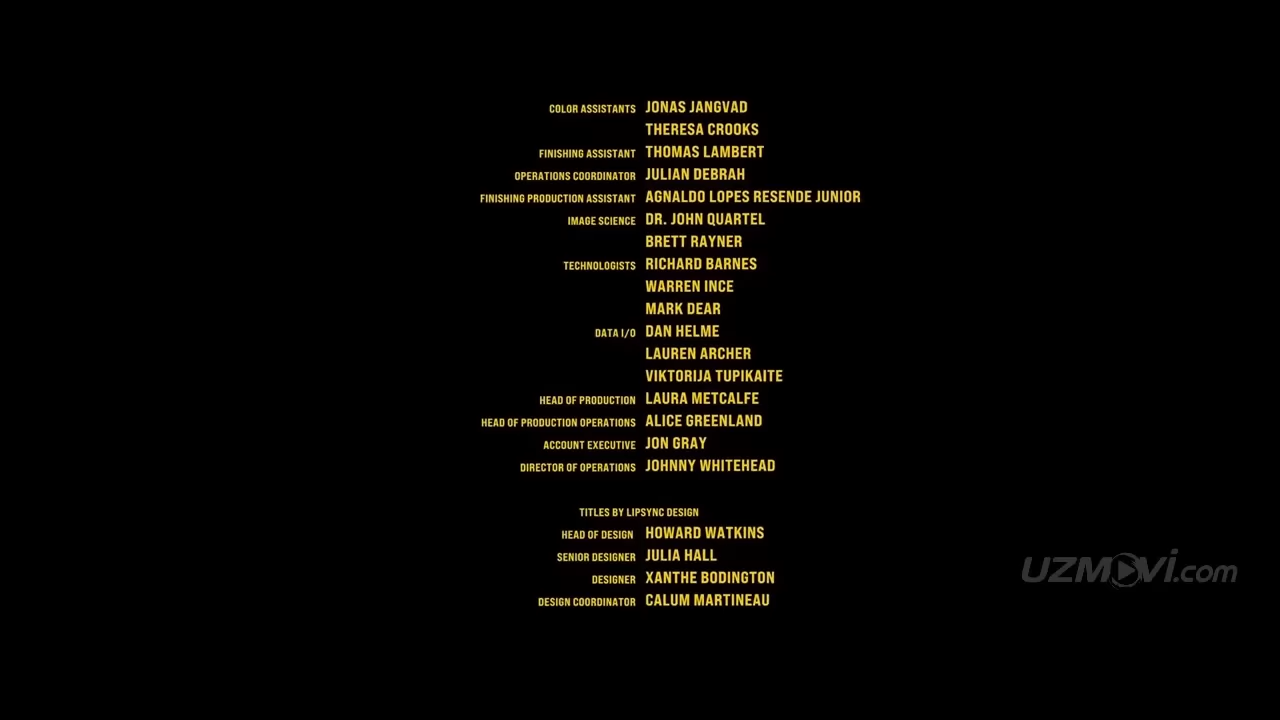 COLOR ASSISTANTS JONAS JANGVAD
THERESA CROOKS
FINISHING ASSISTANT THOMAS LAMBERT
OPERATIONS COORDINATOR JULIAN DEBRAH
FINISHING PRODUCTION ASSISTANT AGNALDO LOPES RESENDE JUNIOR
IMAGE SCIENCE DR. JOHN QUARTEL
BRETT RAYNER
TECHNOLOGISTS RICHARD BARNES
WARREN INCE
MARK DEAR
DATA I/O DAN HELME
LAUREN ARCHER
VIKTORIJA TUPIKAITE
HEAD OF PRODUCTION LAURA METCALFE
HEAD OF PRODUCTION OPERATIONS ALICE GREENLAND
ACCOUNT EXECUTIVE JON GRAY
DIRECTOR OF OPERATIONS JOHNNY WHITEHEAD
TITLES BY LIPSYNC DESIGN
HEAD OF DESIGN HOWARD WATKINS
SENIOR DESIGNER JULIA HALL
DESIGNER XANTHE BODINGTON
DESIGN COORDINATOR CALUM MARTINEAU
UZMOVi.com